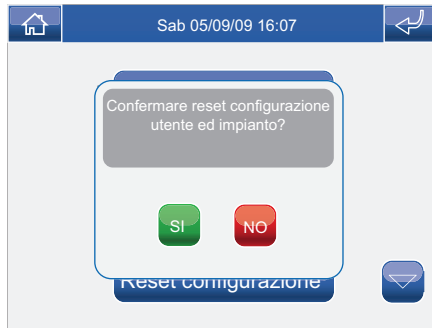 Sab 05/09/09 16:07
Confermare reset configurazione
utente ed impianto?
SI NO
Reset configurazione